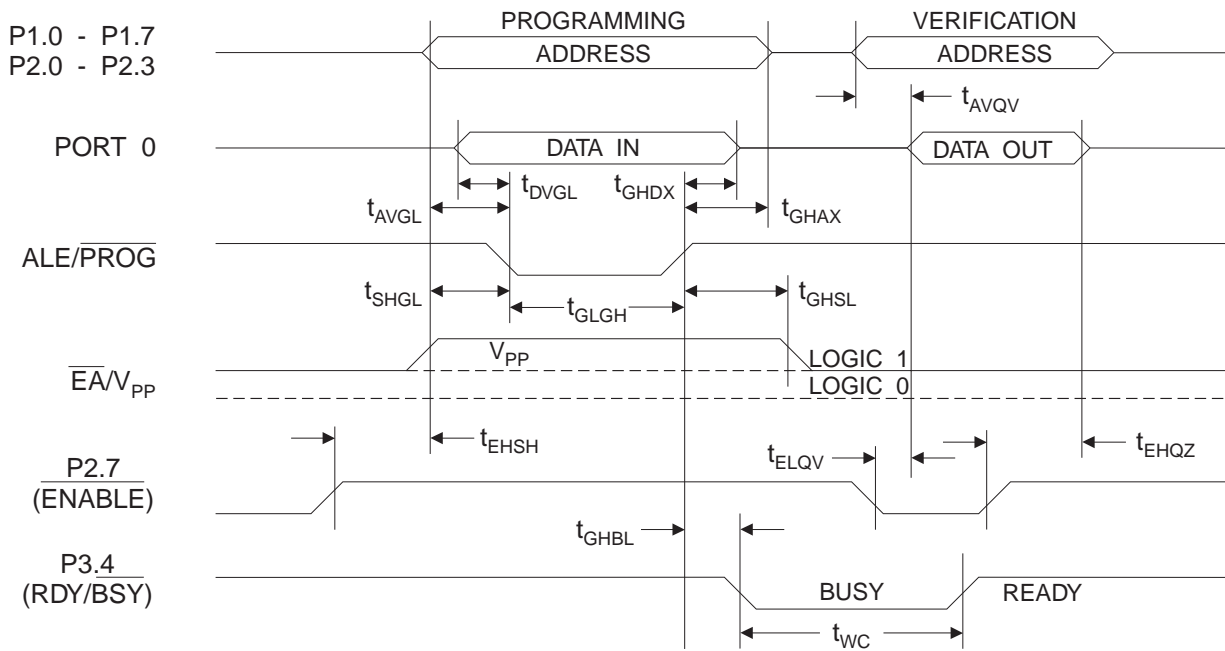 PROGRAMMING
VERIFICATION
P1.0 - P1.7
P2.0 - P2.3
ADDRESS
ADDRESS
tAVQV
PORT 0
DATA IN
DATA OUT
tDVGL
tGHDX
tAVGL
tGHAX
ALE/PROG
tSHGL
tGLGH
tGHSL
VPP
LOGIC 1
EA/VPP
LOGIC 0
tEHSH
tELQV
tEHQZ
P2.7
(ENABLE)
tGHBL
P3.4
(RDY/BSY)
BUSY
READY
tWC